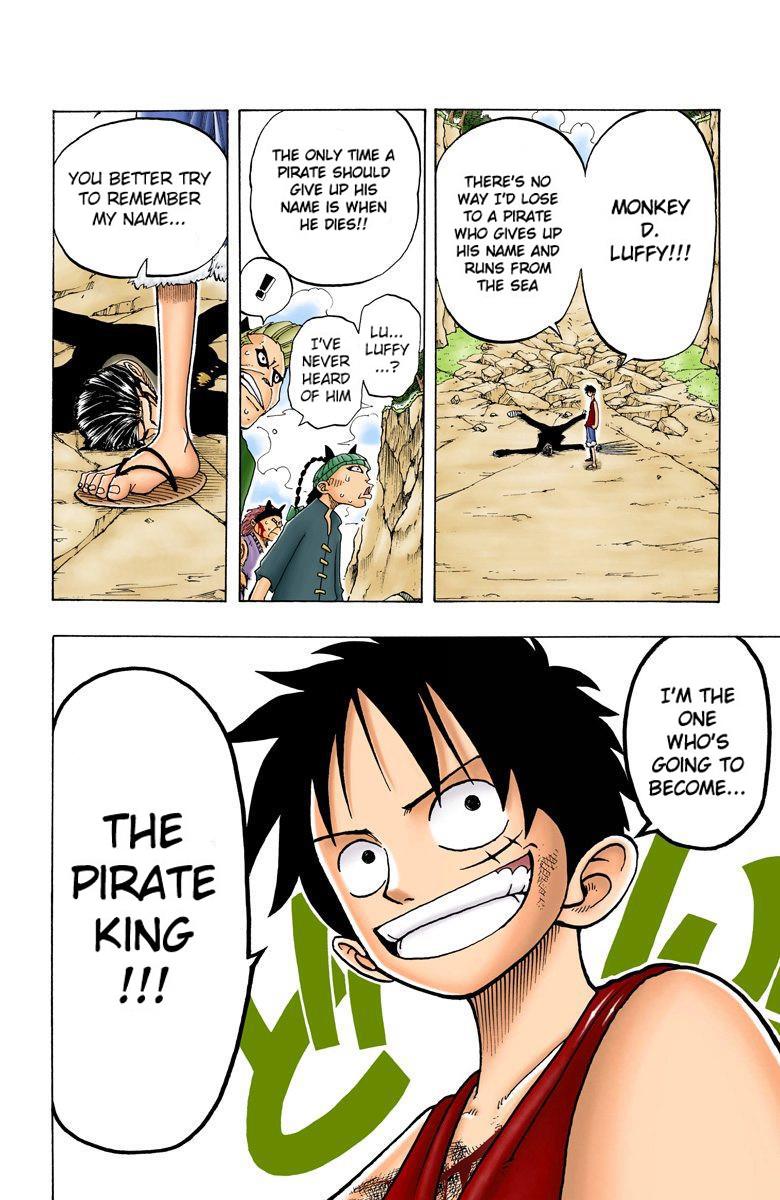 MONKEY
D.
LUFFY!!!
THERE'S NO
WAY I'D LOSE
TO A PIRATE
WHO GIVES UP
HIS NAME AND
RUNS FROM
THE SEA
THE ONLY TIME A
PIRATE SHOULD
GIVE UP HIS
NAME IS WHEN
HE DIES!!
!!
LU...
LUFFY
...?
I'VE
NEVER
HEARD
OF HIM
YOU BETTER TRY
TO REMEMBER
MY NAME...
I'M THE
ONE
WHO'S
GOING TO
BECOME...
THE
PIRATE
KING
!!!
ど